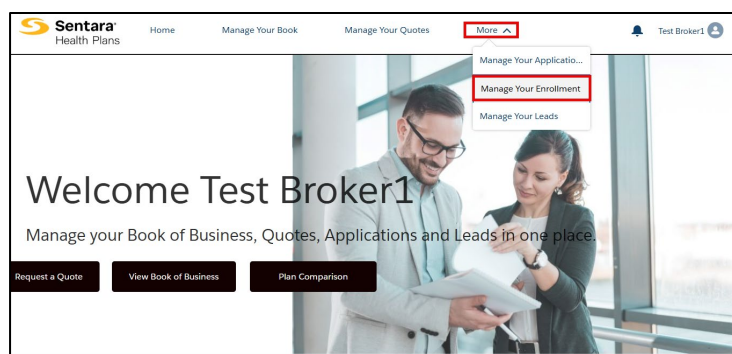 Sentara
Health Plans
Home
Manage Your Book
Manage Your Quotes
More
Test Broker1
Manage Your Applicatio...
Manage Your Enrollment
Manage Your Leads
Welcome Test Broker1
Manage your Book of Business, Quotes, Applications and Leads in one place.
Request a Quote
View Book of Business
Plan Comparison